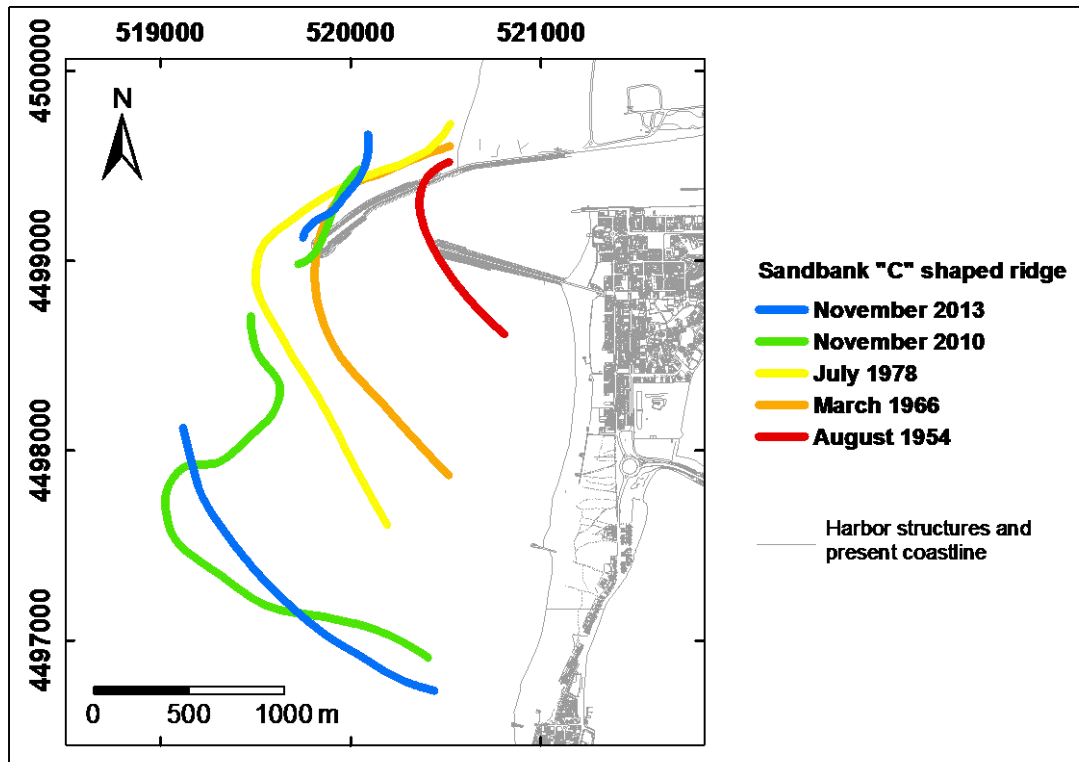 519000 520000 521000
4500000
4499000
4498000
4497000
N
0 500 1000 m
Sandbank "C" shaped ridge
November 2013
November 2010
July 1978
March 1966
August 1954
Harbor structures and
present coastline